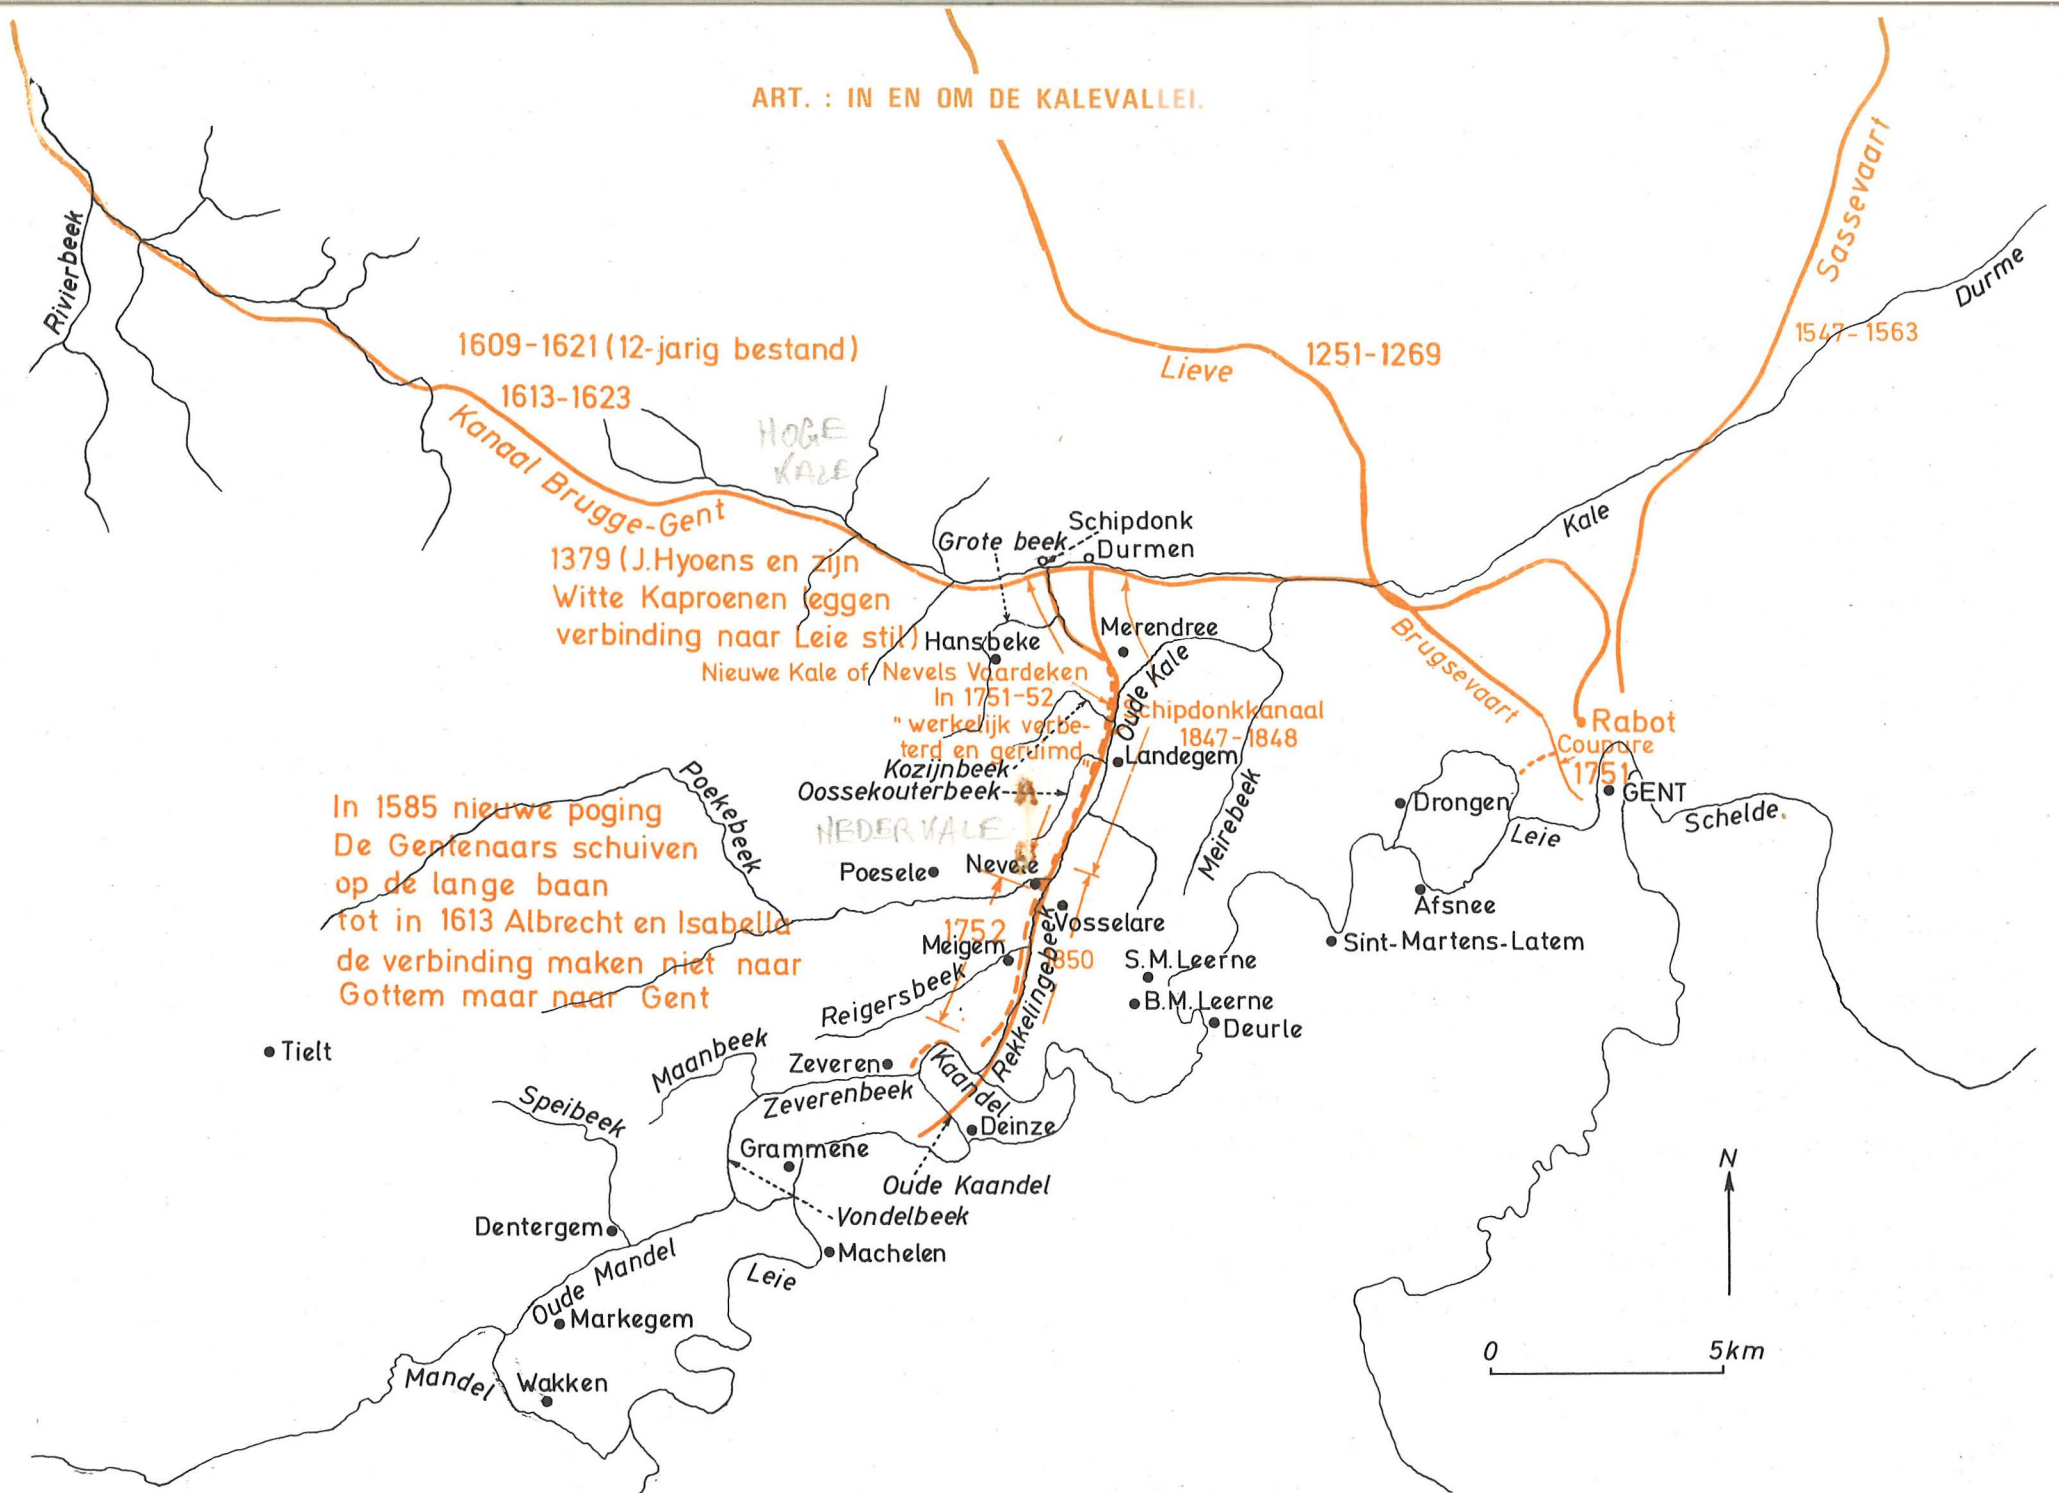 ART. : IN EN OM DE KALEVALLEI.
Rivierbeek
Sassevaart
Durme
1547-1563
1609-1621 (12-jarig bestand)
1613-1623
Lieve
1251-1269
HOGE
KALE
Kanaal Brugge-Gent
Kale
Schipdonk
Grote beek
Durmen
1379 (J.Hyoens en zijn
Witte Kaproenen leggen
verbinding naar Leie stil)
Hansbeke
Merendree
Brugsevaart
Nieuwe Kale of Nevels Vaardeken
In 1751-52
"werkelijk verbe-
terd en geruimd"
Oude Kale
Schipdonkkanaal
1847-1848
Rabot
Coupure
1751
Landegem
Kozijnbeek
Oossekouterbeek
GENT
Drongen
Schelde.
Leie
Poekebeek
In 1585 nieuwe poging
De Gentenaars schuiven
op de lange baan
tot in 1613 Albrecht en Isabella
de verbinding maken niet naar
Gottem maar naar Gent
NEDERKALE
Meirebeek
Poesele
Nevele
Afsnee
Vosselare
1752
Meigem
850
Sint-Martens-Latem
S.M.Leerne
B.M.Leerne
Deurle
Reigersbeek
Rekkelingebeek
Tielt
Maanbeek
Zeveren
Kaandel
Zeverenbeek
Speibeek
Deinze
Grammene
Oude Kaandel
N
Vondelbeek
Dentergem
Machelen
Oude Mandel
Leie
Markegem
0 5km
Mandel
Wakken